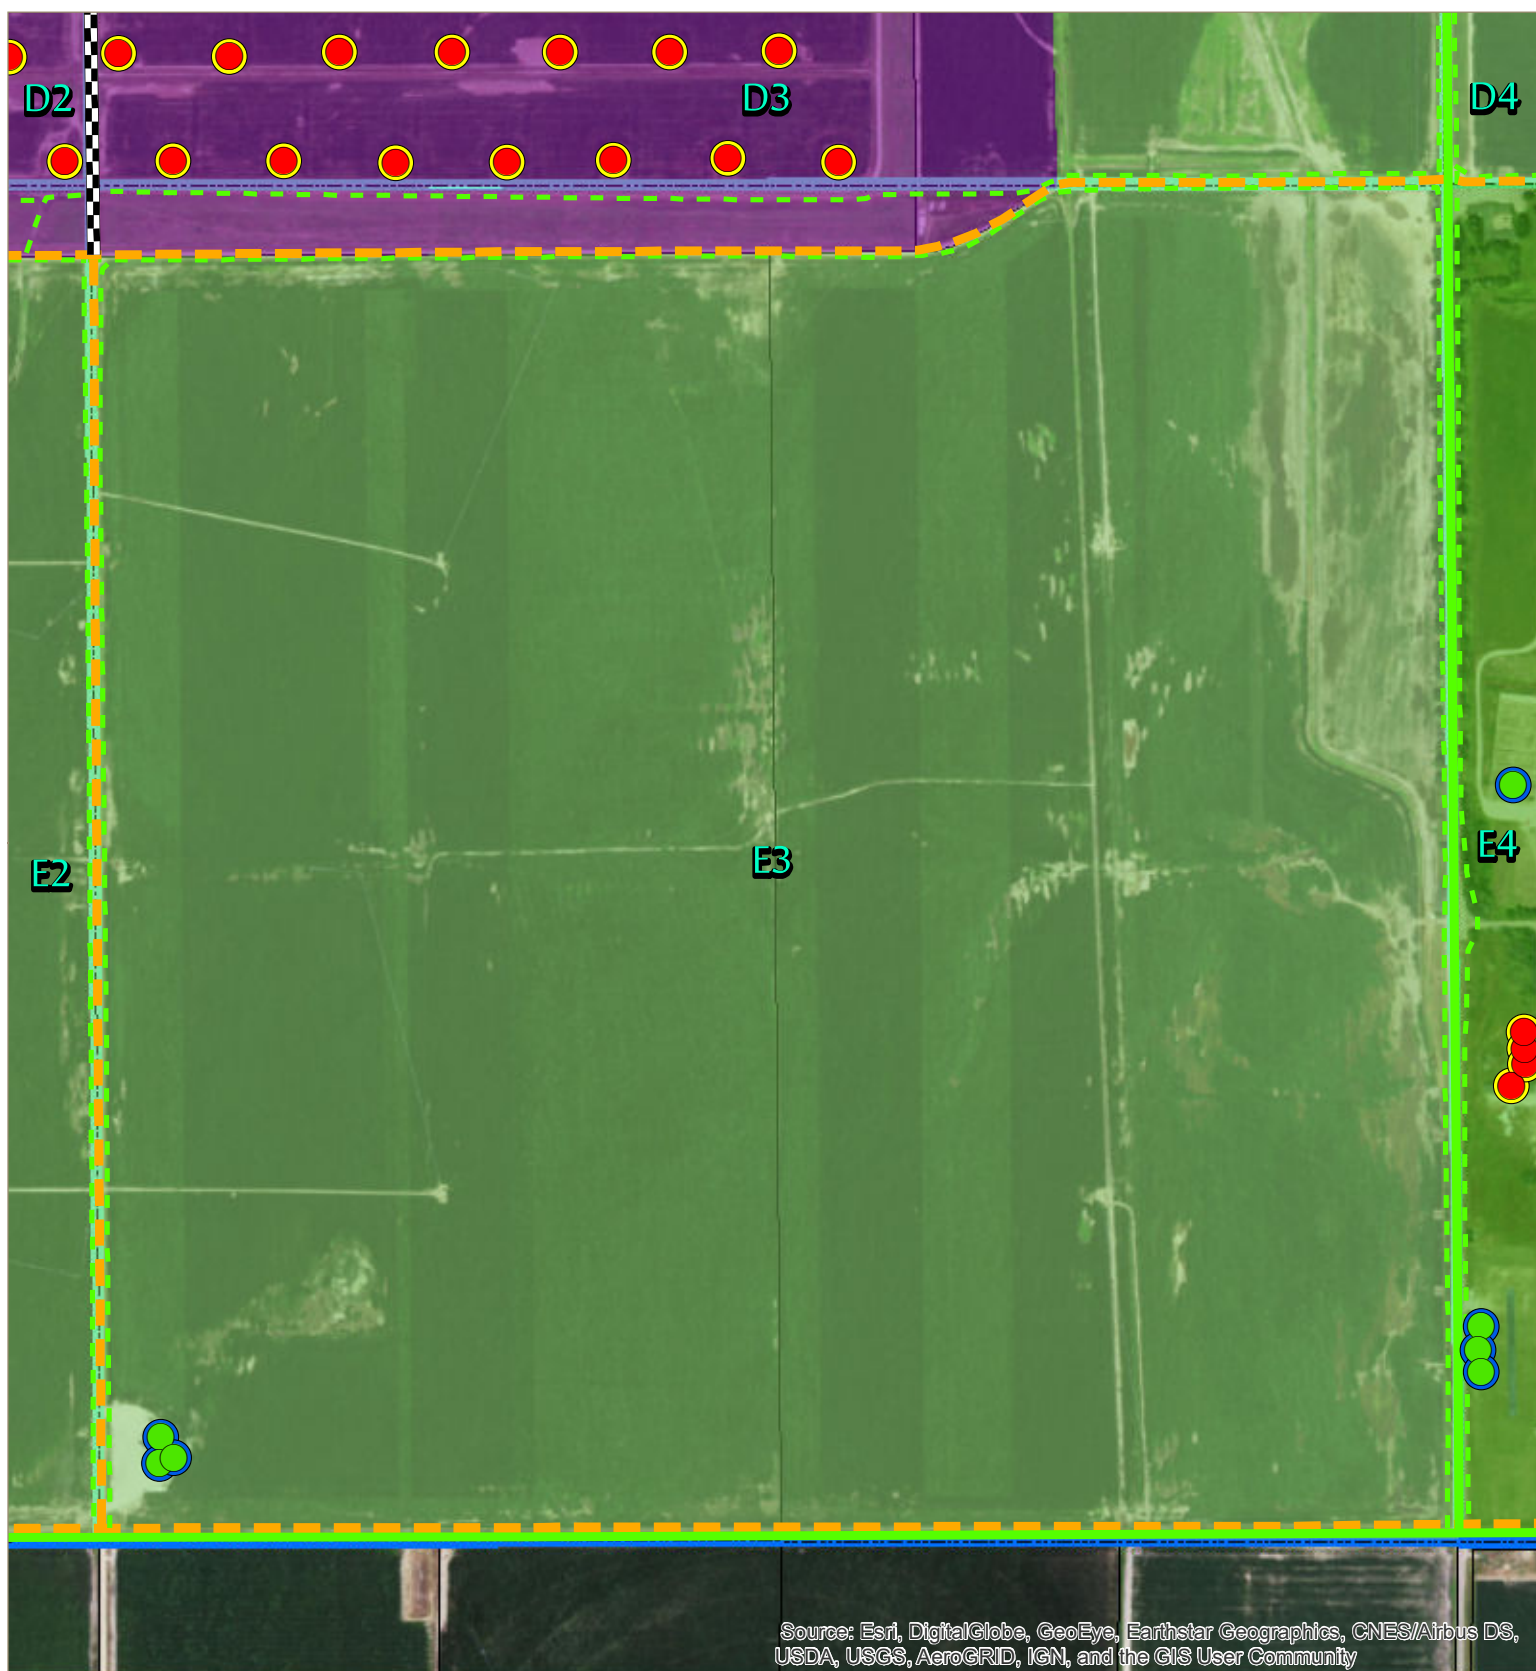 D2
D3
D4
E2
E3
E4
Source: Esri, DigitalGlobe, GeoEye, Earthstar Geographics, CNES/Airbus DS,
USDA, USGS, AeroGRID, IGN, and the GIS User Community